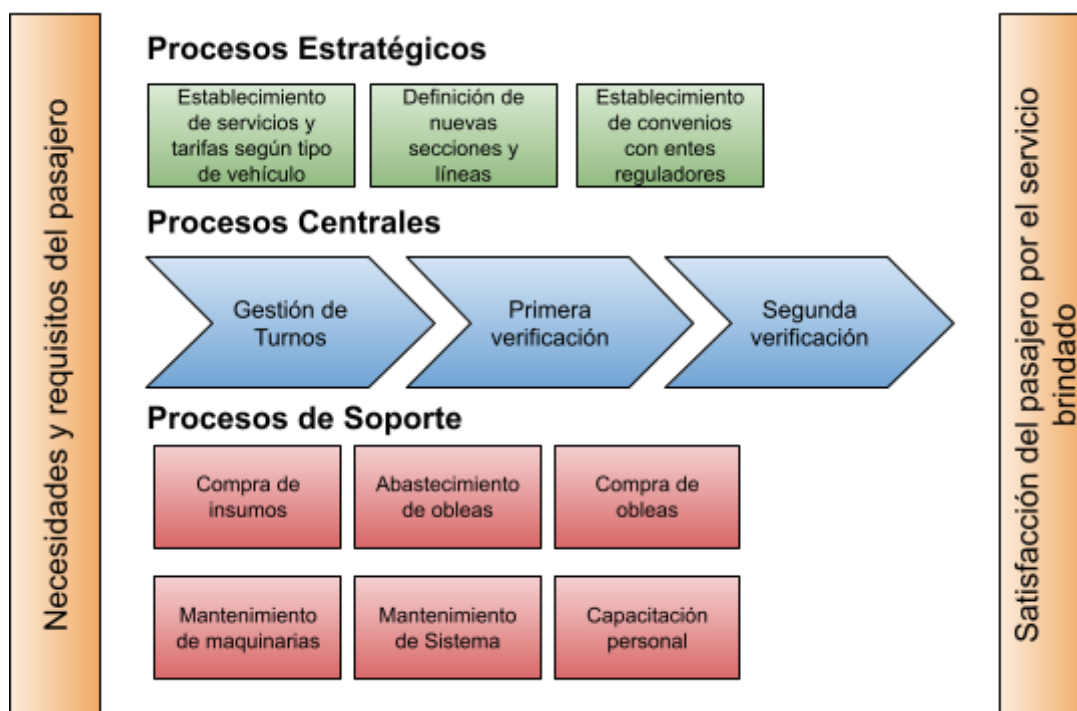 Necesidades y requisitos del pasajero
Procesos Estratégicos
Establecimiento
de servicios y
tarifas según tipo
de vehículo
Definición de
nuevas
secciones y
líneas
Establecimiento
de convenios
con entes
reguladores
Procesos Centrales
Gestión de
Turnos
Primera
verificación
Segunda
verificación
Procesos de Soporte
Compra de
insumos
Abastecimiento
de obleas
Compra de
obleas
Mantenimiento
de maquinarias
Mantenimiento
de Sistema
Capacitación
personal
Satisfacción del pasajero por el servicio
brindado